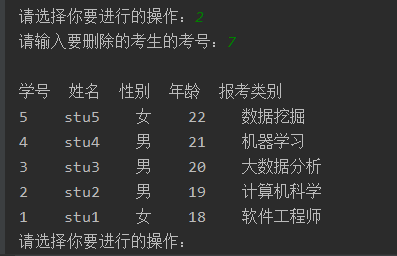 请选择你要进行的操作：2
请输入要删除的考生的考号：7
学号 姓名 性别 年龄 报考类别
5 stu5 女 22 数据挖掘
4 stu4 男 21 机器学习
3 stu3 男 20 大数据分析
2 stu2 男 19 计算机科学
1 stu1 女 18 软件工程师
请选择你要进行的操作：